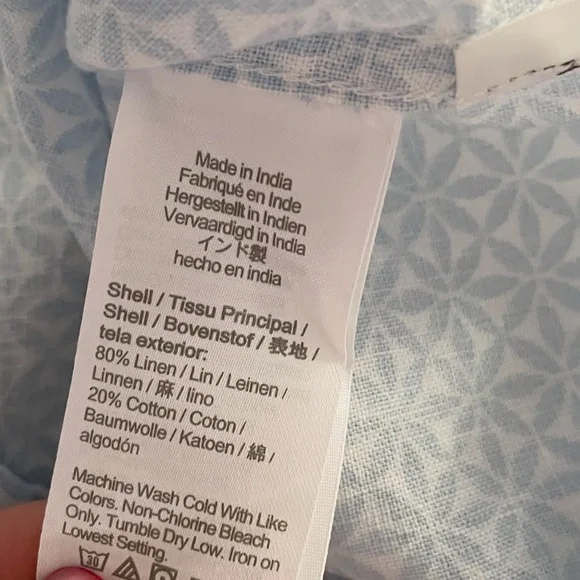 Made in India
Fabriqué en Inde
Hergestellt in Indien
Vervaardigd in India
インド製
hecho en india
Shell / Tissu Principal /
Shell / Bovenstof / 表地 /
tela exterior:
80% Linen / Lin / Leinen /
Linnen / 麻 / lino
20% Cotton / Coton /
Baumwolle / Katoen / 綿 /
algodón
Machine Wash Cold With Like
Colors. Non-Chlorine Bleach
Only. Tumble Dry Low. Iron on
Lowest Setting.
30